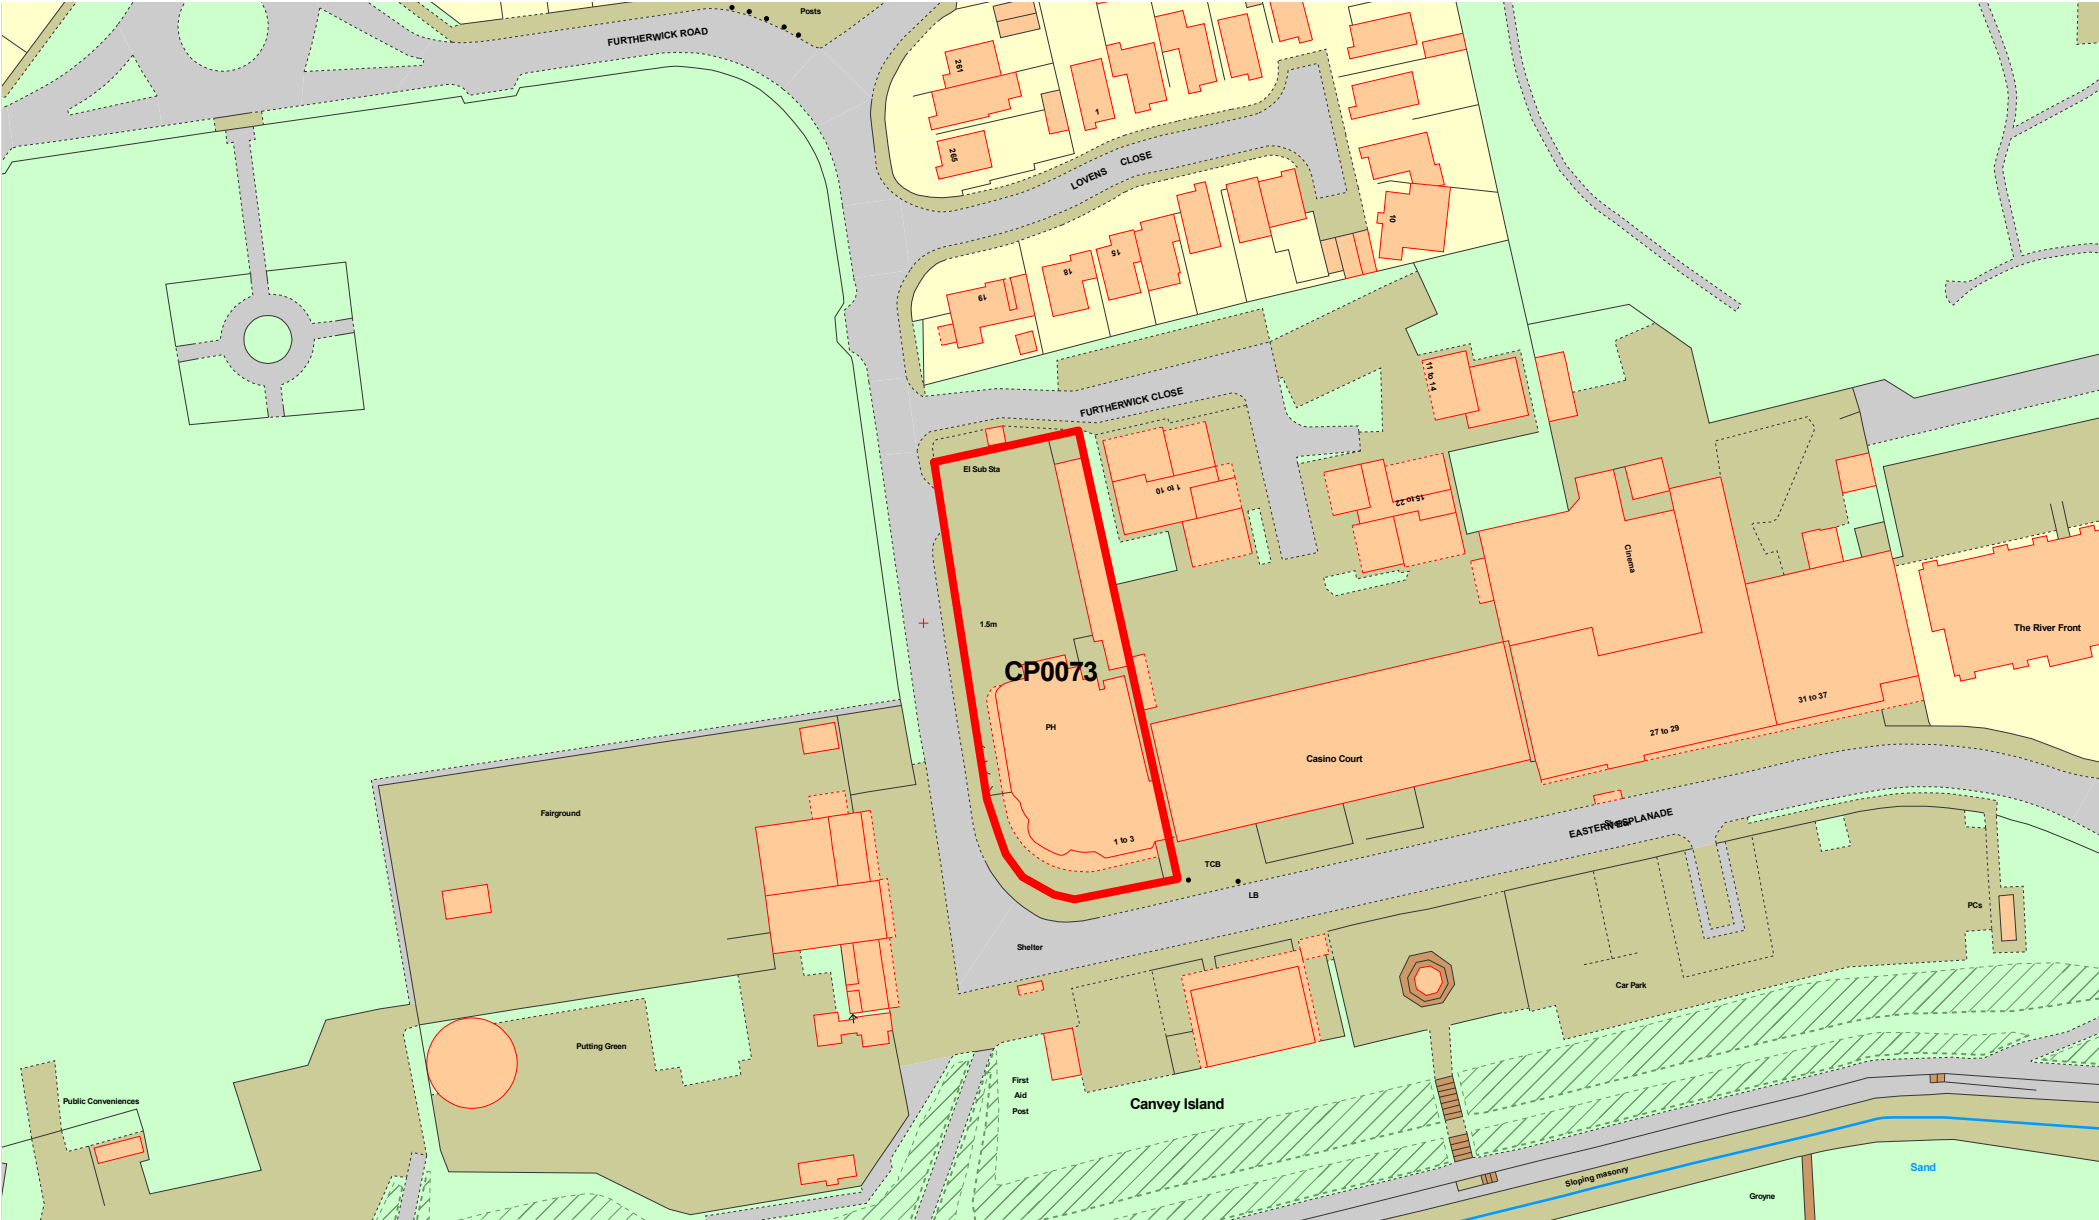 Posts
FURTHERWICK ROAD
261
1
265
LOVENS CLOSE
10
15
18
19
FURTHERWICK CLOSE
11 to 14
El Sub Sta
1 to 10
15 to 22
Cinema
1.5m
The River Front
CP0073
31 to 37
PH
27 to 29
Casino Court
Fairground
EASTERN ESPLANADE
1 to 3
TCB
LB
PCs
Shelter
Car Park
Putting Green
First
Aid
Post
Public Conveniences
Canvey Island
Sloping masonry
Sand
Groyne